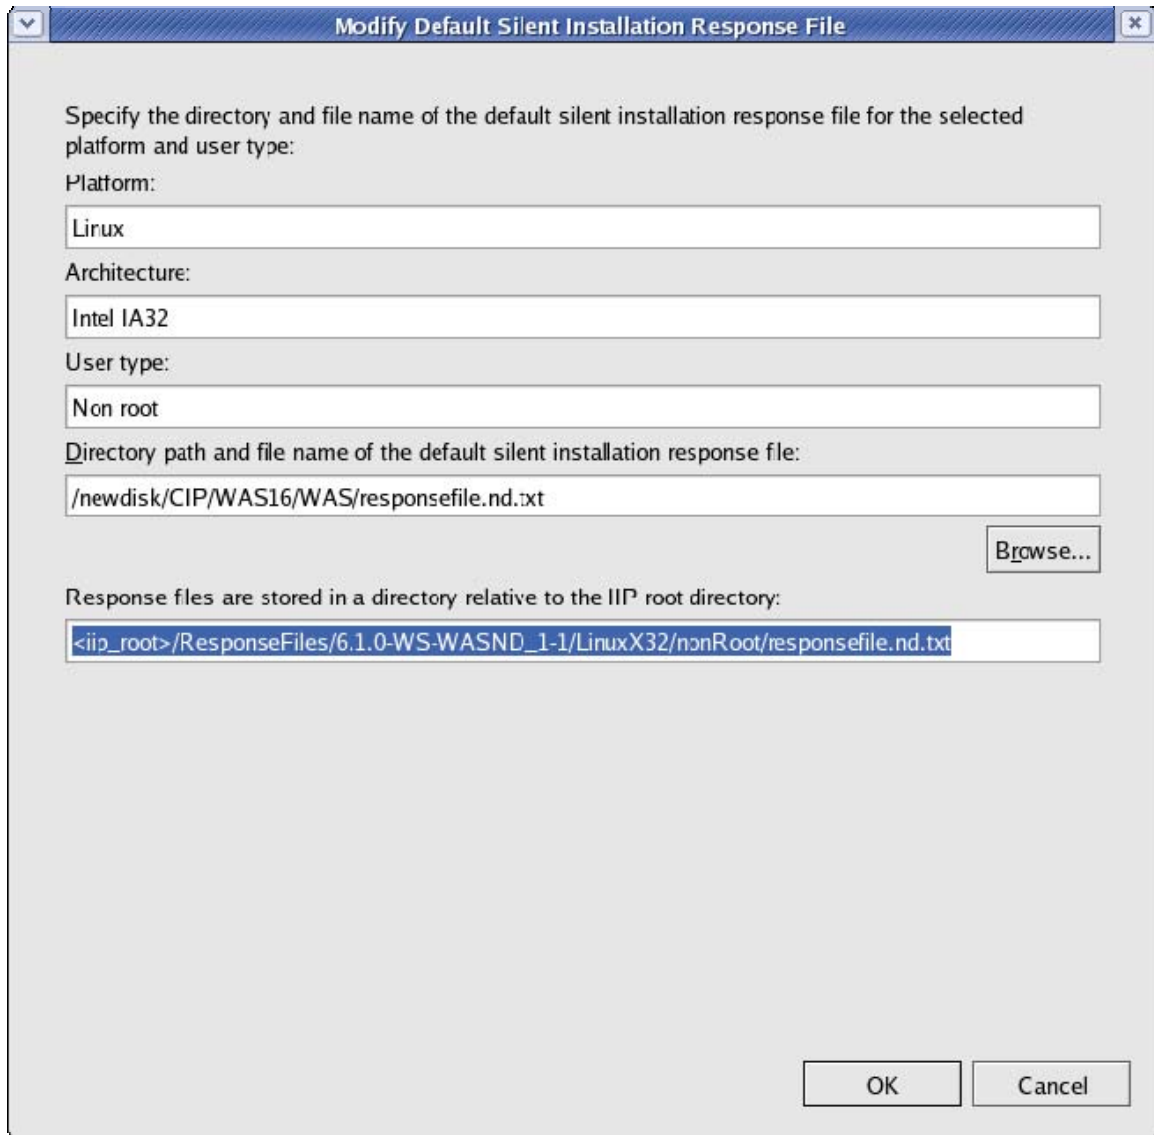 Modify Default Silent Installation Response File
Specify the directory and file name of the default silent installation response file for the selected
platform and user type:
Platform:
Linux
Architecture:
Intel IA32
User type:
Non root
Directory path and file name of the default silent installation response file:
/newdisk/CIP/WAS16/WAS/responsefile.nd.txt
Browse...
Response files are stored in a directory relative to the IIP root directory:
<iip_root>/ResponseFiles/6.1.0-WS-WASND_1-1/LinuxX32/nonRoot/responsefile.nd.txt
OK Cancel